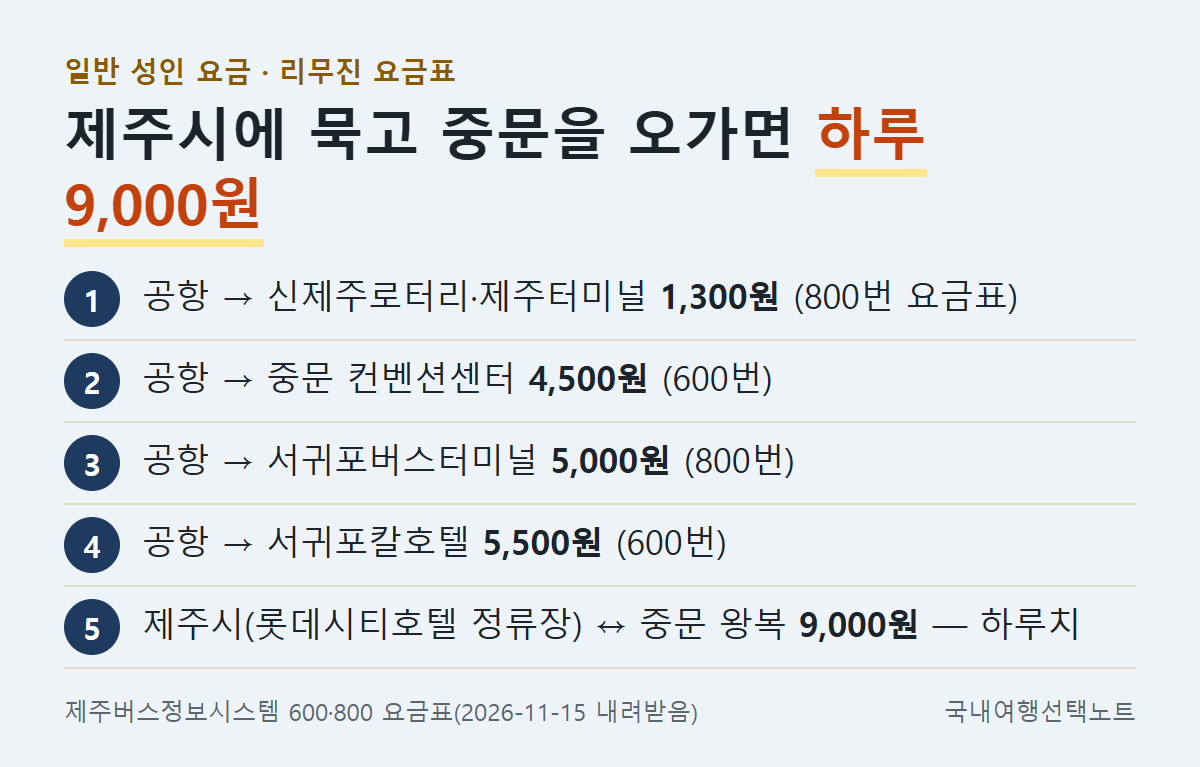 일반 성인 요금 · 리무진 요금표
제주시에 묵고 중문을 오가면 하루
9,000원
1 공항 → 신제주로터리·제주터미널 1,300원 (800번 요금표)
2 공항 → 중문 컨벤션센터 4,500원 (600번)
3 공항 → 서귀포버스터미널 5,000원 (800번)
4 공항 → 서귀포칼호텔 5,500원 (600번)
5 제주시(롯데시티호텔 정류장) ↔ 중문 왕복 9,000원 — 하루치
제주버스정보시스템 600·800 요금표(2026-11-15 내려받음)
국내여행선택노트